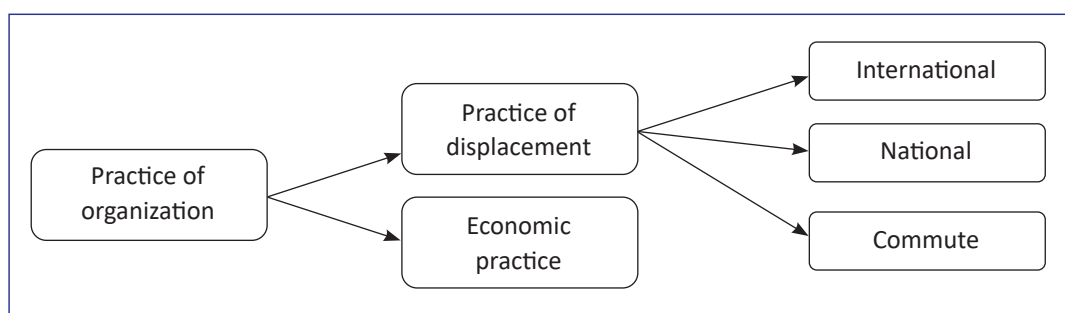 Practice of
organization
Practice of
displacement
Economic
practice
International
National
Commute